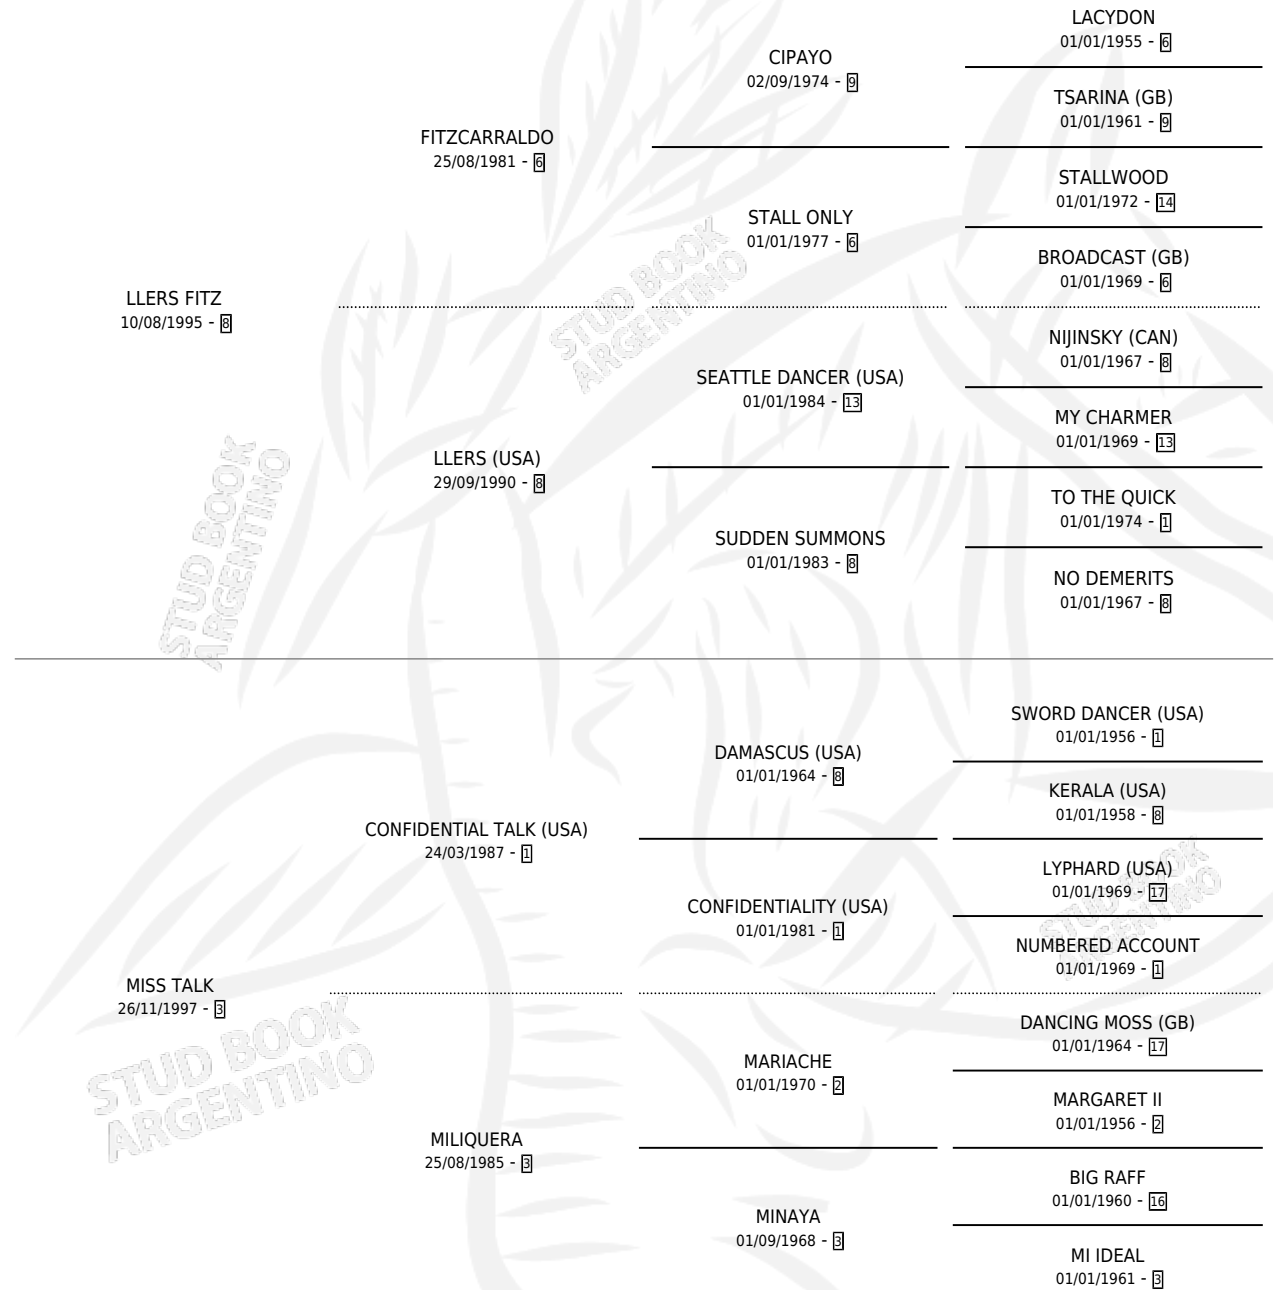 LACYDON
01/01/1955 - 6
CIPAYO
02/09/1974 - 9
TSARINA (GB)
01/01/1961 - 9
FITZCARRALDO
25/08/1981 - 6
STALLWOOD
01/01/1972 - 14
STALL ONLY
01/01/1977 - 6
BROADCAST (GB)
01/01/1969 - 6
LLERS FITZ
10/08/1995 - 8
NIJINSKY (CAN)
01/01/1967 - 8
SEATTLE DANCER (USA)
01/01/1984 - 13
MY CHARMER
01/01/1969 - 13
LLERS (USA)
29/09/1990 - 8
TO THE QUICK
01/01/1974 - 1
SUDDEN SUMMONS
01/01/1983 - 8
NO DEMERITS
01/01/1967 - 8
SWORD DANCER (USA)
01/01/1956 - 1
DAMASCUS (USA)
01/01/1964 - 8
KERALA (USA)
01/01/1958 - 8
CONFIDENTIAL TALK (USA)
24/03/1987 - 1
LYPHARD (USA)
01/01/1969 - 17
CONFIDENTIALITY (USA)
01/01/1981 - 1
NUMBERED ACCOUNT
01/01/1969 - 1
MISS TALK
26/11/1997 - 3
DANCING MOSS (GB)
01/01/1964 - 17
MARIACHE
01/01/1970 - 2
MARGARET II
01/01/1956 - 2
MILIQUERA
25/08/1985 - 3
BIG RAFF
01/01/1960 - 16
MINAYA
01/09/1968 - 3
MI IDEAL
01/01/1961 - 3
STUD BOOK
ARGENTINO
STUD BOOK
ARGENTINO
STUD BOOK
ARGENTINO
STUD BOOK
ARGENTINO